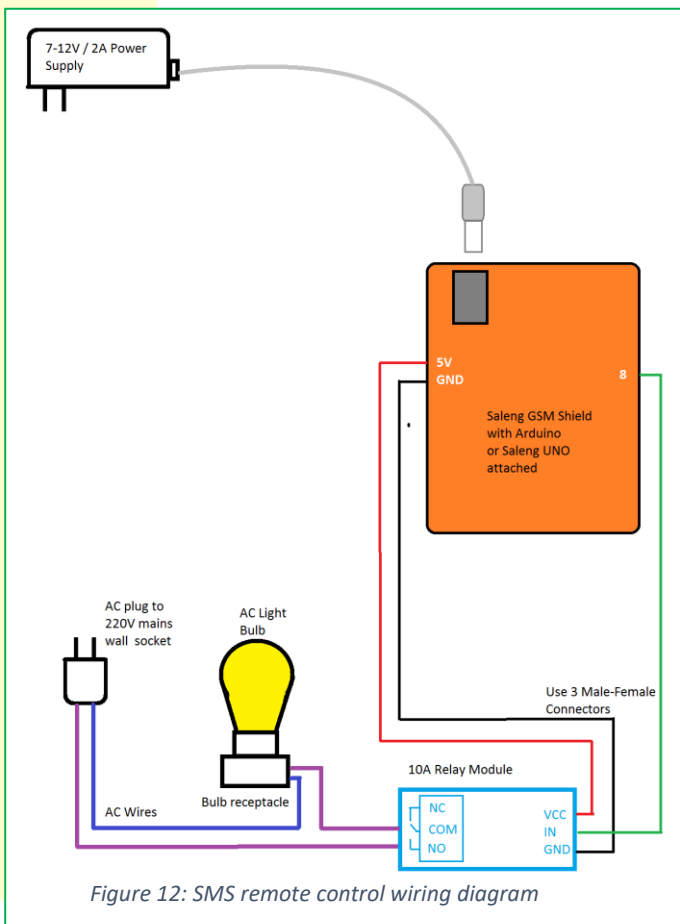 7-12V / 2A Power
Supply
5V
GND
8
Saleng GSM Shield
with Arduino
or Saleng UNO
attached
AC plug to
220V mains
wall socket
AC Light
Bulb
Use 3 Male-Female
Connectors
10A Relay Module
AC Wires
Bulb receptacle
NC
COM
NO
VCC
IN
GND
Figure 12: SMS remote control wiring diagram